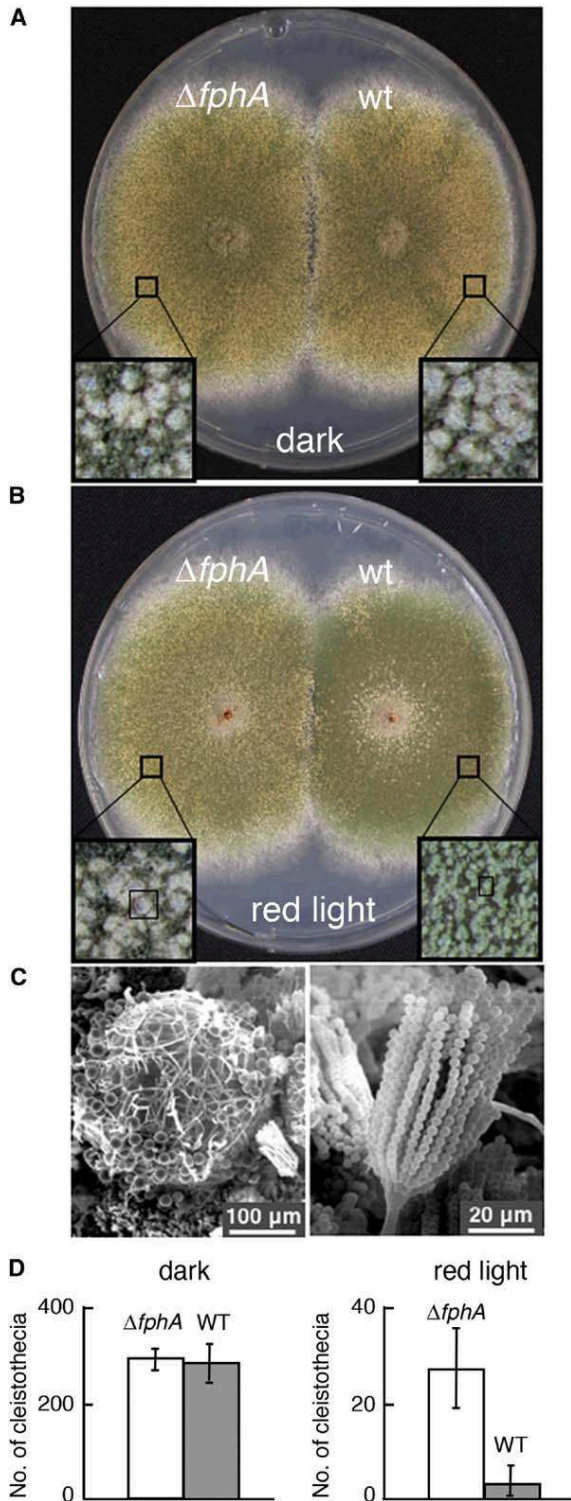 A
ΔfphA wt
dark
B
ΔfphA wt
red light
C
100 µm 20 µm
D
dark red light
No. of cleistothecia
400
200
0
ΔfphA WT
No. of cleistothecia
40
20
0
ΔfphA
WT